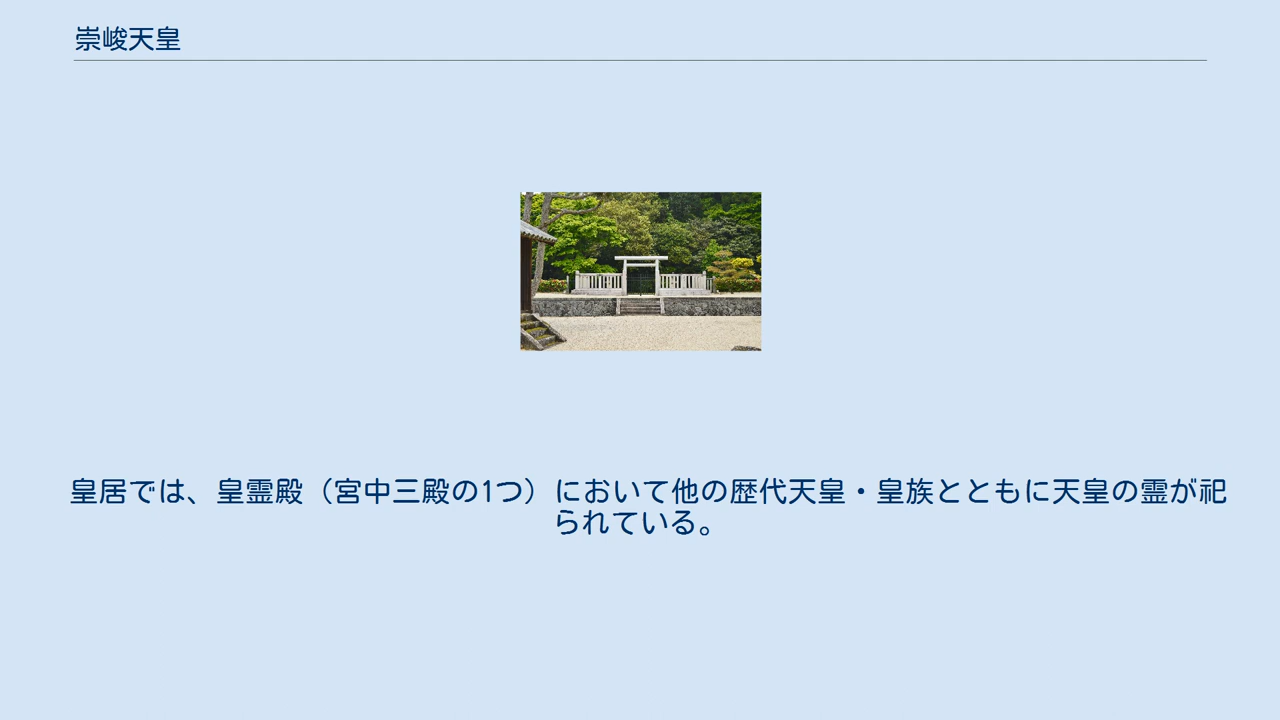 崇峻天皇
皇居では、皇霊殿（宮中三殿の1つ）において他の歴代天皇・皇族とともに天皇の霊が祀
られている。